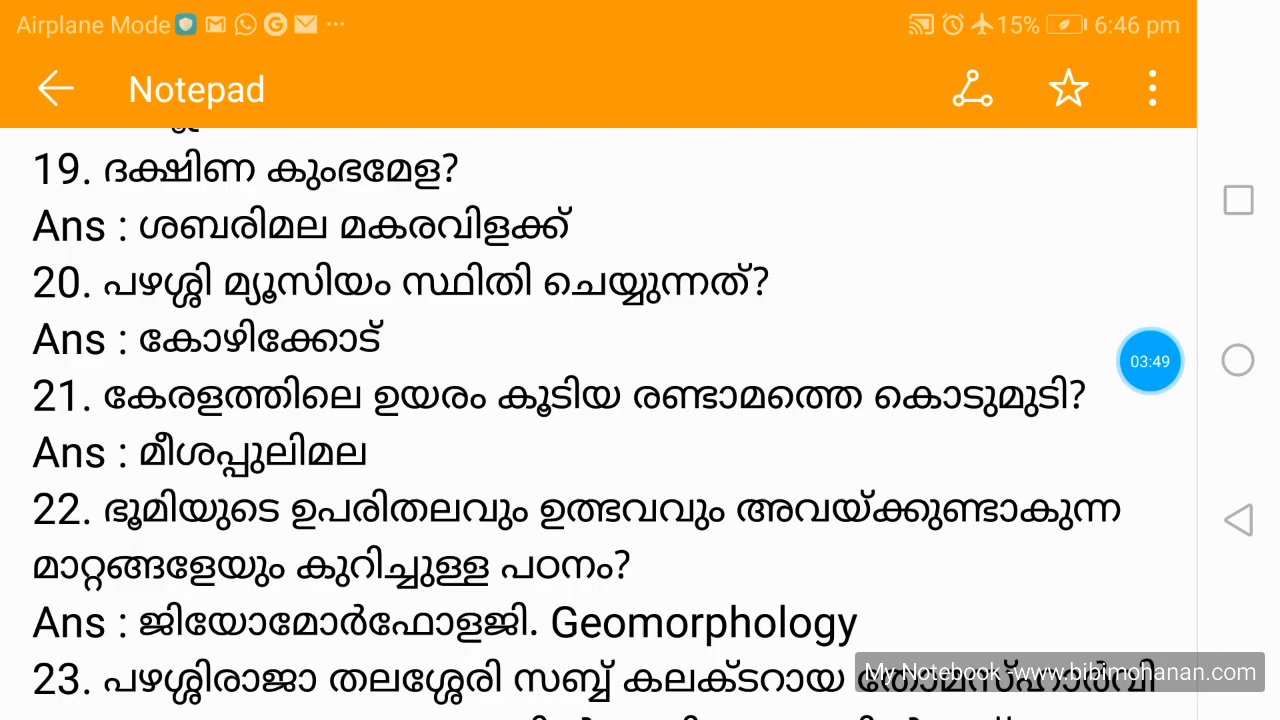 Airplane Mode ... 15% 6:46 pm
Notepad
19. ദക്ഷിണ കുംഭമേള?
Ans : ശബരിമല മകരവിളക്ക്
20. പഴശ്ശി മ്യൂസിയം സ്ഥിതി ചെയ്യുന്നത്?
Ans : കോഴിക്കോട്
03:49
21. കേരളത്തിലെ ഉയരം കൂടിയ രണ്ടാമത്തെ കൊടുമുടി?
Ans : മീശപ്പുലിമല
22. ഭൂമിയുടെ ഉപരിതലവും ഉത്ഭവവും അവയ്ക്കുണ്ടാകുന്ന
മാറ്റങ്ങളേയും കുറിച്ചുള്ള പഠനം?
Ans : ജിയോമോർഫോളജി. Geomorphology
23. പഴശ്ശിരാജാ തലശ്ശേരി സബ്ബ് കലക്ടറായ തോമസ്ഹാർവി
My Notebook -www.bibimohanan.com